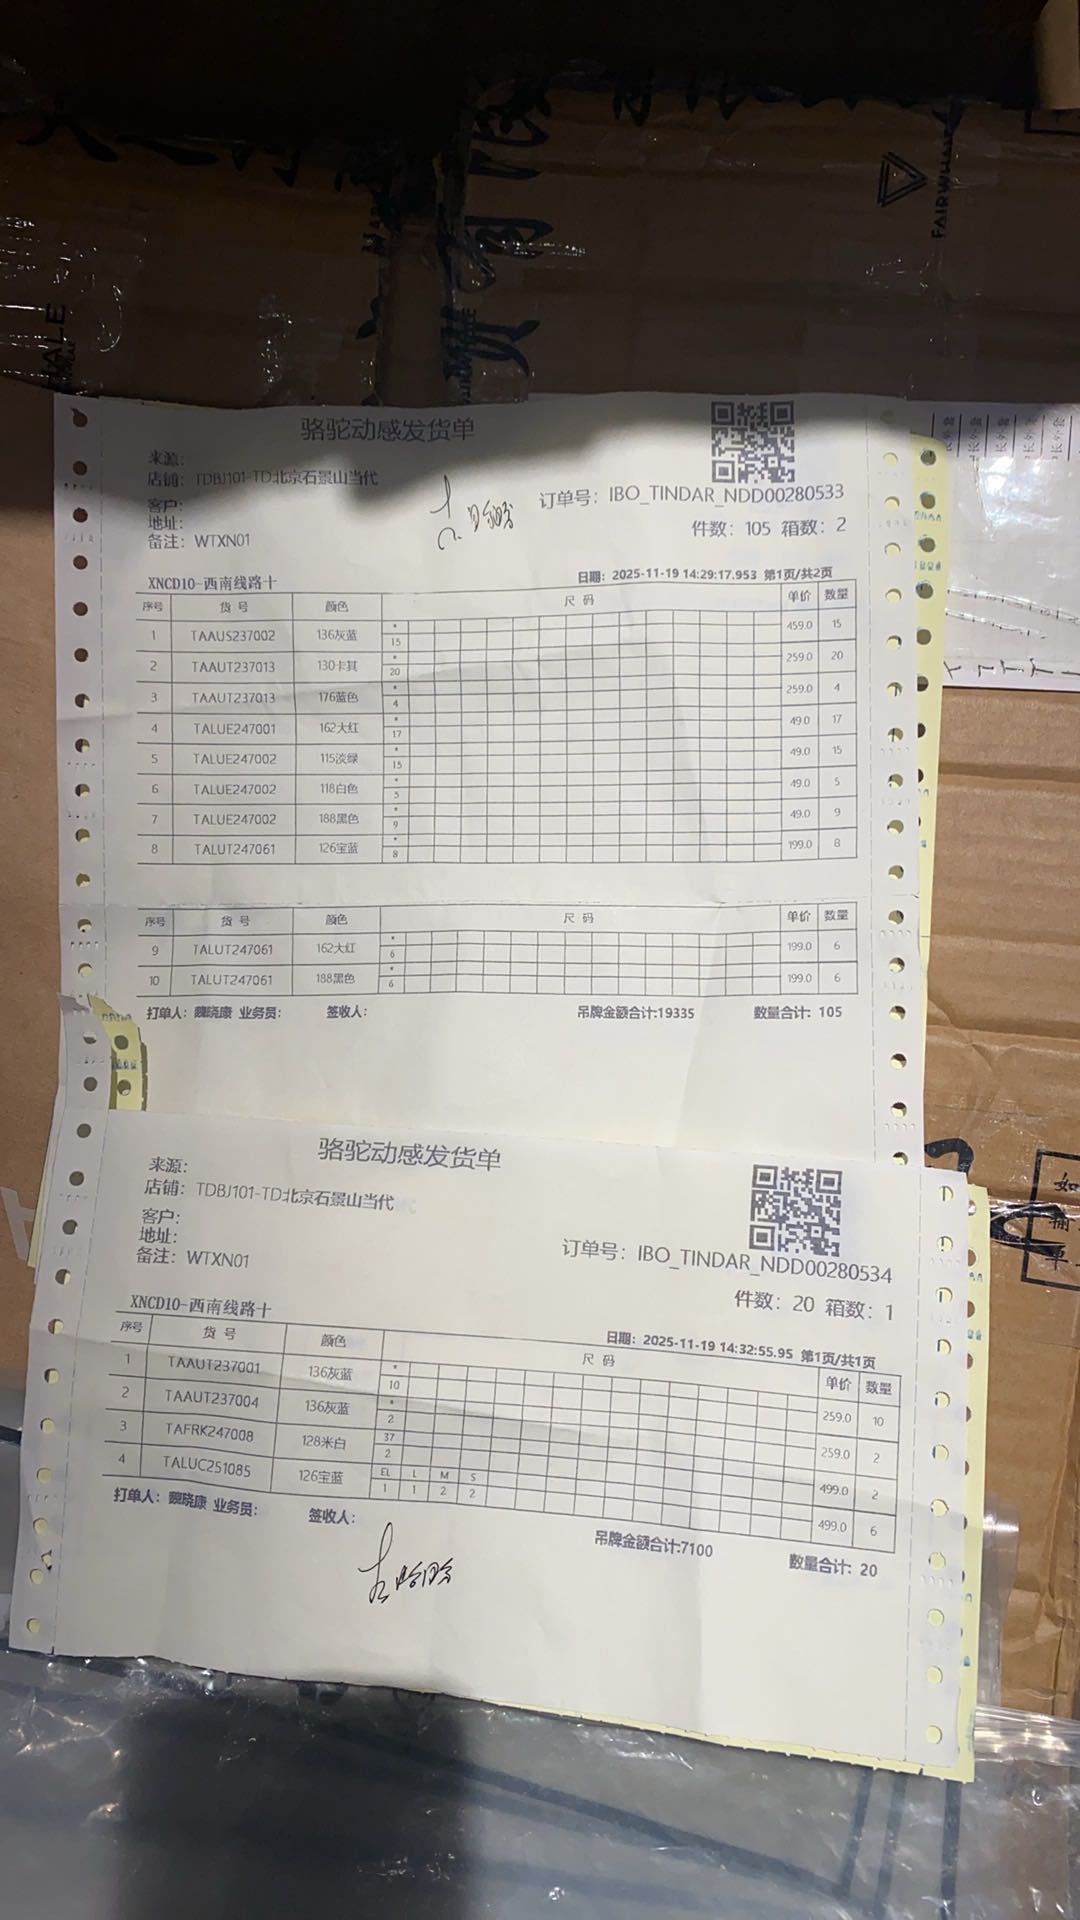 FAIRWHALE
骆驼动感发货单
来源:
店铺: TDBJ101-TD北京石景山当代
客户:
地址:
备注: WTXN01
订单号: IBO_TINDAR_NDD00280533
件数: 105 箱数: 2
XNCD10-西南线路十
日期: 2025-11-19 14:29:17.953 第1页/共2页
序号 货 号 颜色 尺 码 单价 数量
1 TAAUS237002 136灰蓝 * 15 459.0 15
2 TAAUT237013 130卡其 * 20 259.0 20
3 TAAUT237013 176蓝色 * 4 259.0 4
4 TALUE247001 162大红 * 17 49.0 17
5 TALUE247002 115淡绿 * 15 49.0 15
6 TALUE247002 118白色 * 5 49.0 5
7 TALUE247002 188黑色 * 9 49.0 9
8 TALUT247061 126宝蓝 * 8 199.0 8
序号 货 号 颜色 尺 码 单价 数量
9 TALUT247061 162大红 * 6 199.0 6
10 TALUT247061 188黑色 * 6 199.0 6
打单人: 魏晓康 业务员: 签收人: 吊牌金额合计:19335 数量合计: 105
骆驼动感发货单
来源:
店铺: TDBJ101-TD北京石景山当代
客户:
地址:
备注: WTXN01
订单号: IBO_TINDAR_NDD00280534
件数: 20 箱数: 1
XNCD10-西南线路十
日期: 2025-11-19 14:32:55.95 第1页/共1页
序号 货 号 颜色 尺 码 单价 数量
1 TAAUT237001 136灰蓝 * 10 259.0 10
2 TAAUT237004 136灰蓝 * 2 259.0 2
3 TAFRK247008 128米白 37 2 499.0 2
4 TALUC251085 126宝蓝 EL L M S 1 1 2 2 499.0 6
打单人: 魏晓康 业务员: 签收人: 吊牌金额合计:7100 数量合计: 20